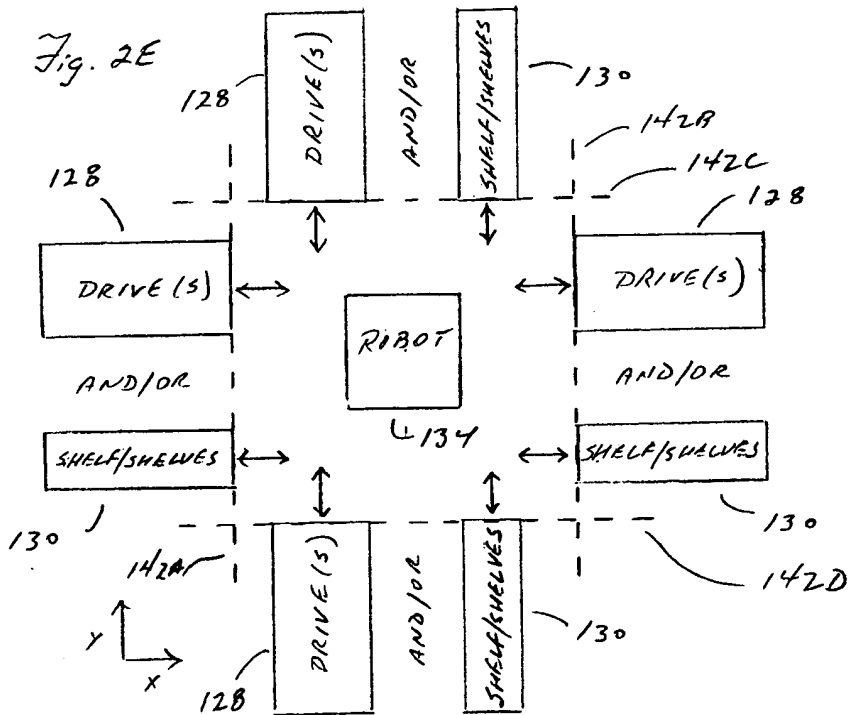 Fig. 2E
128
DRIVE(S)
AND/OR
SHELF/SHELVES
130
142B
142C
128
128
DRIVE(S)
DRIVE(S)
ROBOT
AND/OR
AND/OR
134
SHELF/SHELVES
SHELF/SHELVES
130
130
142A
142D
DRIVE(S)
AND/OR
SHELF/SHELVES
130
Y
X
128